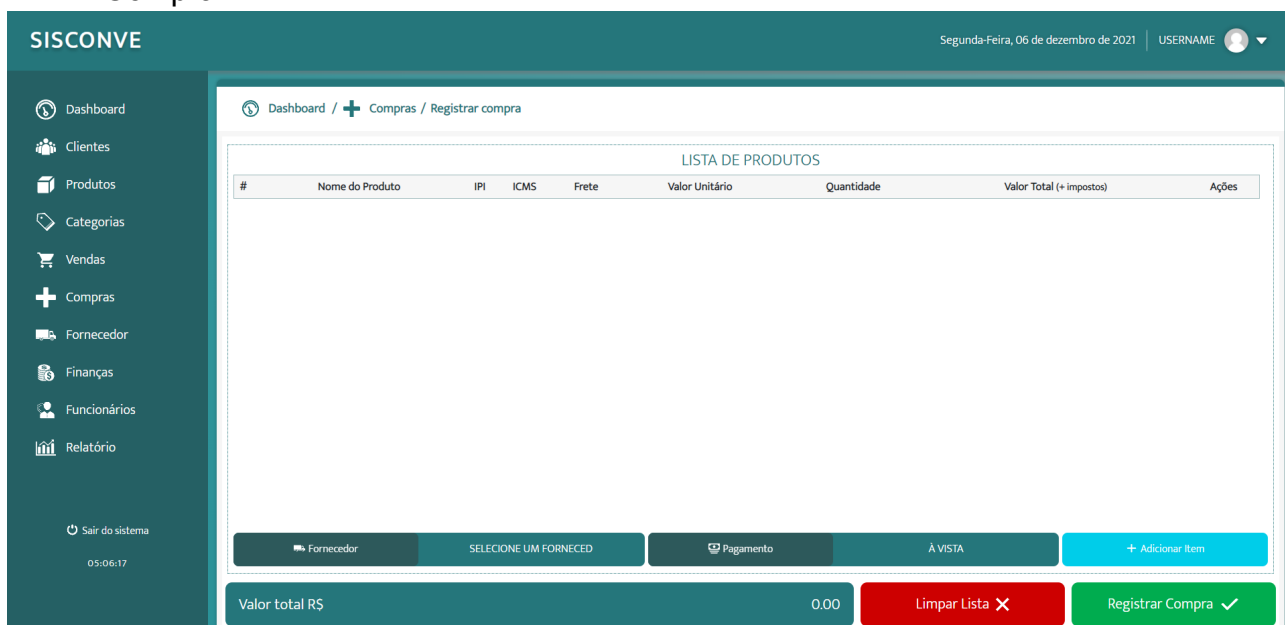 SISCONVE
Segunda-Feira, 06 de dezembro de 2021
USERNAME
Dashboard
Clientes
Produtos
Categorias
Vendas
Compras
Fornecedor
Finanças
Funcionários
Relatório
Sair do sistema
05:06:17
Dashboard / Compras / Registrar compra
LISTA DE PRODUTOS
# Nome do Produto IPI ICMS Frete Valor Unitário Quantidade Valor Total (+ impostos) Ações
Fornecedor SELECIONE UM FORNECED Pagamento À VISTA + Adicionar Item
Valor total R$ 0.00 Limpar Lista Registrar Compra